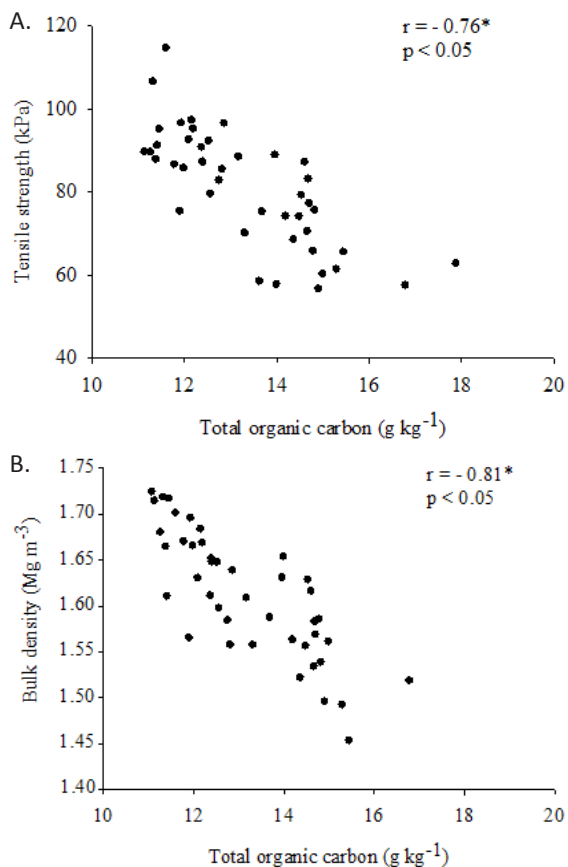 A.
r = - 0.76*
p < 0.05
120
100
80
60
40
Tensile strength (kPa)
10 12 14 16 18 20
Total organic carbon (g kg⁻¹)
B.
r = - 0.81*
p < 0.05
1.75
1.70
1.65
1.60
1.55
1.50
1.45
1.40
Bulk density (Mg m⁻³)
10 12 14 16 18 20
Total organic carbon (g kg⁻¹)